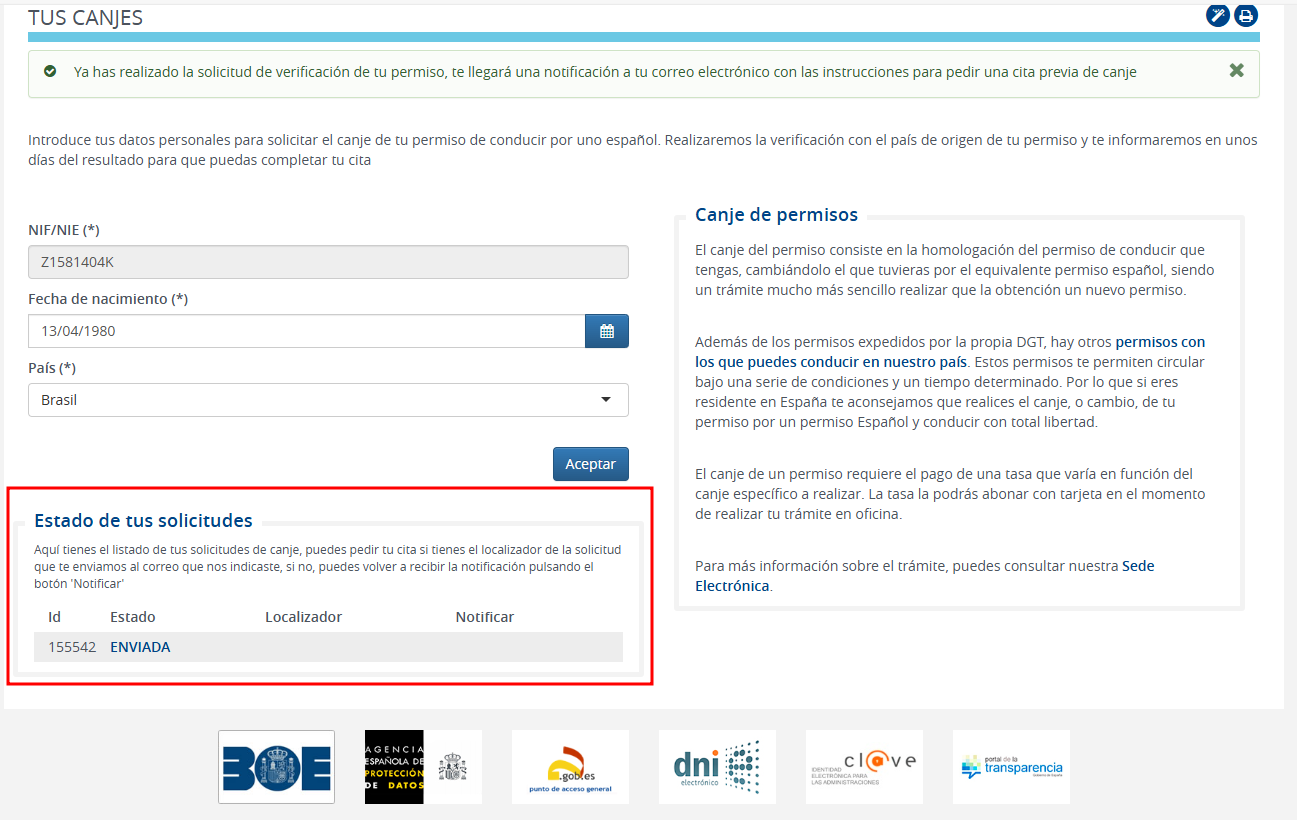 TUS CANJES
Ya has realizado la solicitud de verificación de tu permiso, te llegará una notificación a tu correo electrónico con las instrucciones para pedir una cita previa de canje
Introduce tus datos personales para solicitar el canje de tu permiso de conducir por uno español. Realizaremos la verificación con el país de origen de tu permiso y te informaremos en unos
días del resultado para que puedas completar tu cita
NIF/NIE (*)
Z1581404K
Fecha de nacimiento (*)
13/04/1980
País (*)
Brasil
Aceptar
Estado de tus solicitudes
Aquí tienes el listado de tus solicitudes de canje, puedes pedir tu cita si tienes el localizador de la solicitud
que te enviamos al correo que nos indicaste, si no, puedes volver a recibir la notificación pulsando el
botón 'Notificar'
Id Estado Localizador Notificar
155542 ENVIADA
Canje de permisos
El canje del permiso consiste en la homologación del permiso de conducir que
tengas, cambiándolo el que tuvieras por el equivalente permiso español, siendo
un trámite mucho más sencillo realizar que la obtención un nuevo permiso.
Además de los permisos expedidos por la propia DGT, hay otros permisos con
los que puedes conducir en nuestro país. Estos permisos te permiten circular
bajo una serie de condiciones y un tiempo determinado. Por lo que si eres
residente en España te aconsejamos que realices el canje, o cambio, de tu
permiso por un permiso Español y conducir con total libertad.
El canje de un permiso requiere el pago de una tasa que varía en función del
canje específico a realizar. La tasa la podrás abonar con tarjeta en el momento
de realizar tu trámite en oficina.
Para más información sobre el trámite, puedes consultar nuestra Sede
Electrónica.
BOE
AGENCIA
ESPAÑOLA DE
PROTECCIÓN
DE DATOS
.gob.es
punto de acceso general
dni
electrónico
cl@ve
IDENTIDAD
ELECTRÓNICA PARA
LAS ADMINISTRACIONES
portal de la
transparencia
Gobierno de España